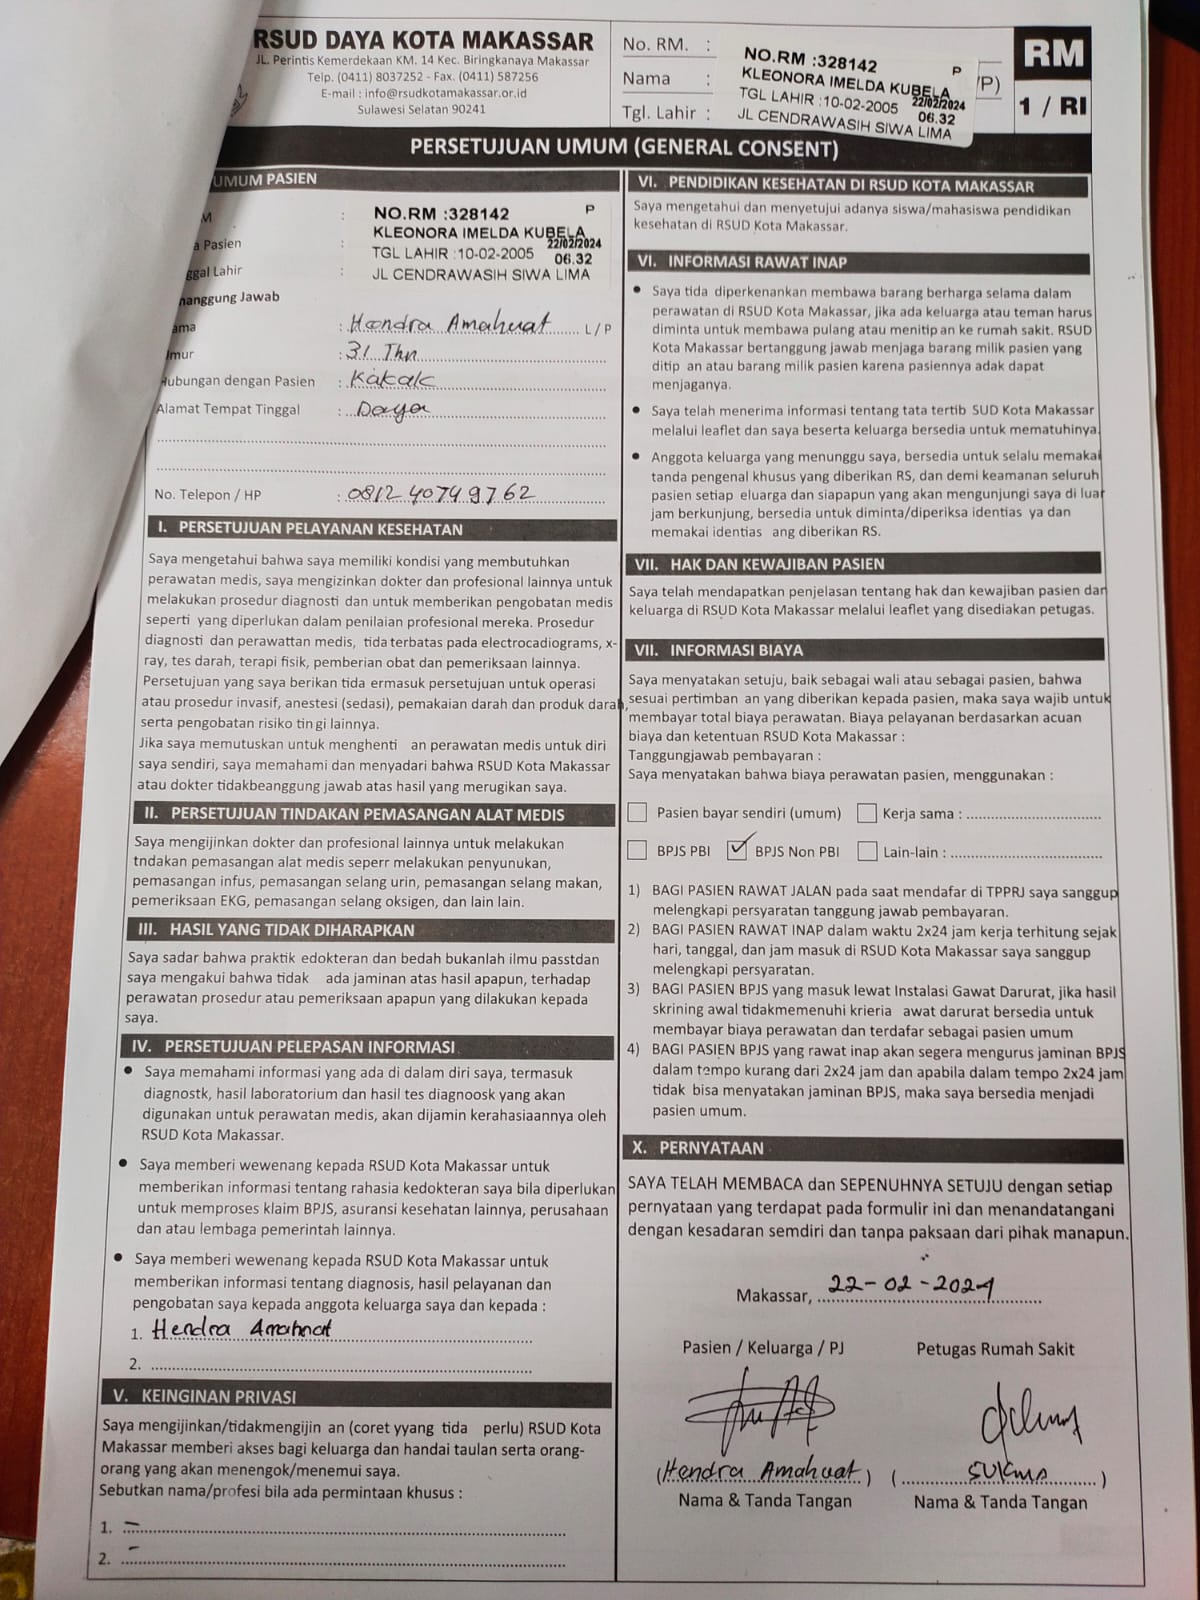 RSUD DAYA KOTA MAKASSAR
JL. Perintis Kemerdekaan KM. 14 Kec. Biringkanaya Makassar
Telp. (0411) 8037252 - Fax. (0411) 587256
E-mail : info@rsudkotamakassar.or.id
Sulawesi Selatan 90241
No. RM. :
Nama :
Tgl. Lahir :
NO.RM :328142 P
KLEONORA IMELDA KUBELA
TGL LAHIR :10-02-2005 22/02/2024
06.32
JL CENDRAWASIH SIWA LIMA
/P)
RM
1 / RI
PERSETUJUAN UMUM (GENERAL CONSENT)
UMUM PASIEN
M :
a Pasien :
ggal Lahir :
NO.RM :328142 P
KLEONORA IMELDA KUBELA
TGL LAHIR :10-02-2005 22/02/2024
06.32
JL CENDRAWASIH SIWA LIMA
nanggung Jawab
ama : Hendra Amahuat L / P
mur : 31 Thn
Hubungan dengan Pasien : Kakak
Alamat Tempat Tinggal : Daya
No. Telepon / HP : 081240749762
I. PERSETUJUAN PELAYANAN KESEHATAN
Saya mengetahui bahwa saya memiliki kondisi yang membutuhkan
perawatan medis, saya mengizinkan dokter dan profesional lainnya untuk
melakukan prosedur diagnosti dan untuk memberikan pengobatan medis
seperti yang diperlukan dalam penilaian profesional mereka. Prosedur
diagnosti dan perawattan medis, tida terbatas pada electrocadiograms, x-
ray, tes darah, terapi fisik, pemberian obat dan pemeriksaan lainnya.
Persetujuan yang saya berikan tida ermasuk persetujuan untuk operasi
atau prosedur invasif, anestesi (sedasi), pemakaian darah dan produk darah,
serta pengobatan risiko tin gi lainnya.
Jika saya memutuskan untuk menghenti an perawatan medis untuk diri
saya sendiri, saya memahami dan menyadari bahwa RSUD Kota Makassar
atau dokter tidakbeanggung jawab atas hasil yang merugikan saya.
II. PERSETUJUAN TINDAKAN PEMASANGAN ALAT MEDIS
Saya mengijinkan dokter dan profesional lainnya untuk melakukan
tndakan pemasangan alat medis seperr melakukan penyunukan,
pemasangan infus, pemasangan selang urin, pemasangan selang makan,
pemeriksaan EKG, pemasangan selang oksigen, dan lain lain.
III. HASIL YANG TIDAK DIHARAPKAN
Saya sadar bahwa praktik edokteran dan bedah bukanlah ilmu passtdan
saya mengakui bahwa tidak ada jaminan atas hasil apapun, terhadap
perawatan prosedur atau pemeriksaan apapun yang dilakukan kepada
saya.
IV. PERSETUJUAN PELEPASAN INFORMASI
• Saya memahami informasi yang ada di dalam diri saya, termasuk
diagnostk, hasil laboratorium dan hasil tes diagnoosk yang akan
digunakan untuk perawatan medis, akan dijamin kerahasiaannya oleh
RSUD Kota Makassar.
• Saya memberi wewenang kepada RSUD Kota Makassar untuk
memberikan informasi tentang rahasia kedokteran saya bila diperlukan
untuk memproses klaim BPJS, asuransi kesehatan lainnya, perusahaan
dan atau lembaga pemerintah lainnya.
• Saya memberi wewenang kepada RSUD Kota Makassar untuk
memberikan informasi tentang diagnosis, hasil pelayanan dan
pengobatan saya kepada anggota keluarga saya dan kepada :
1. Hendra Amahuat
2.
V. KEINGINAN PRIVASI
Saya mengijinkan/tidakmengijin an (coret yyang tida perlu) RSUD Kota
Makassar memberi akses bagi keluarga dan handai taulan serta orang-
orang yang akan menengok/menemui saya.
Sebutkan nama/profesi bila ada permintaan khusus :
1. -
2. -
VI. PENDIDIKAN KESEHATAN DI RSUD KOTA MAKASSAR
Saya mengetahui dan menyetujui adanya siswa/mahasiswa pendidikan
kesehatan di RSUD Kota Makassar.
VI. INFORMASI RAWAT INAP
• Saya tida diperkenankan membawa barang berharga selama dalam
perawatan di RSUD Kota Makassar, jika ada keluarga atau teman harus
diminta untuk membawa pulang atau menitip an ke rumah sakit. RSUD
Kota Makassar bertanggung jawab menjaga barang milik pasien yang
ditip an atau barang milik pasien karena pasiennya adak dapat
menjaganya.
• Saya telah menerima informasi tentang tata tertib SUD Kota Makassar
melalui leaflet dan saya beserta keluarga bersedia untuk mematuhinya.
• Anggota keluarga yang menunggu saya, bersedia untuk selalu memakai
tanda pengenal khusus yang diberikan RS, dan demi keamanan seluruh
pasien setiap eluarga dan siapapun yang akan mengunjungi saya di luar
jam berkunjung, bersedia untuk diminta/diperiksa identias ya dan
memakai identias ang diberikan RS.
VII. HAK DAN KEWAJIBAN PASIEN
Saya telah mendapatkan penjelasan tentang hak dan kewajiban pasien dan
keluarga di RSUD Kota Makassar melalui leaflet yang disediakan petugas.
VII. INFORMASI BIAYA
Saya menyatakan setuju, baik sebagai wali atau sebagai pasien, bahwa
sesuai pertimban an yang diberikan kepada pasien, maka saya wajib untuk
membayar total biaya perawatan. Biaya pelayanan berdasarkan acuan
biaya dan ketentuan RSUD Kota Makassar :
Tanggungjawab pembayaran :
Saya menyatakan bahwa biaya perawatan pasien, menggunakan :
☐ Pasien bayar sendiri (umum) ☐ Kerja sama :
☐ BPJS PBI ☑ BPJS Non PBI ☐ Lain-lain :
1) BAGI PASIEN RAWAT JALAN pada saat mendafar di TPPRJ saya sanggup
melengkapi persyaratan tanggung jawab pembayaran.
2) BAGI PASIEN RAWAT INAP dalam waktu 2x24 jam kerja terhitung sejak
hari, tanggal, dan jam masuk di RSUD Kota Makassar saya sanggup
melengkapi persyaratan.
3) BAGI PASIEN BPJS yang masuk lewat Instalasi Gawat Darurat, jika hasil
skrining awal tidakmemenuhi krieria awat darurat bersedia untuk
membayar biaya perawatan dan terdafar sebagai pasien umum
4) BAGI PASIEN BPJS yang rawat inap akan segera mengurus jaminan BPJS
dalam tempo kurang dari 2x24 jam dan apabila dalam tempo 2x24 jam
tidak bisa menyatakan jaminan BPJS, maka saya bersedia menjadi
pasien umum.
X. PERNYATAAN
SAYA TELAH MEMBACA dan SEPENUHNYA SETUJU dengan setiap
pernyataan yang terdapat pada formulir ini dan menandatangani
dengan kesadaran semdiri dan tanpa paksaan dari pihak manapun.
Makassar, 22-02-2024
Pasien / Keluarga / PJ Petugas Rumah Sakit
(Hendra Amahuat) (Sukma)
Nama & Tanda Tangan Nama & Tanda Tangan